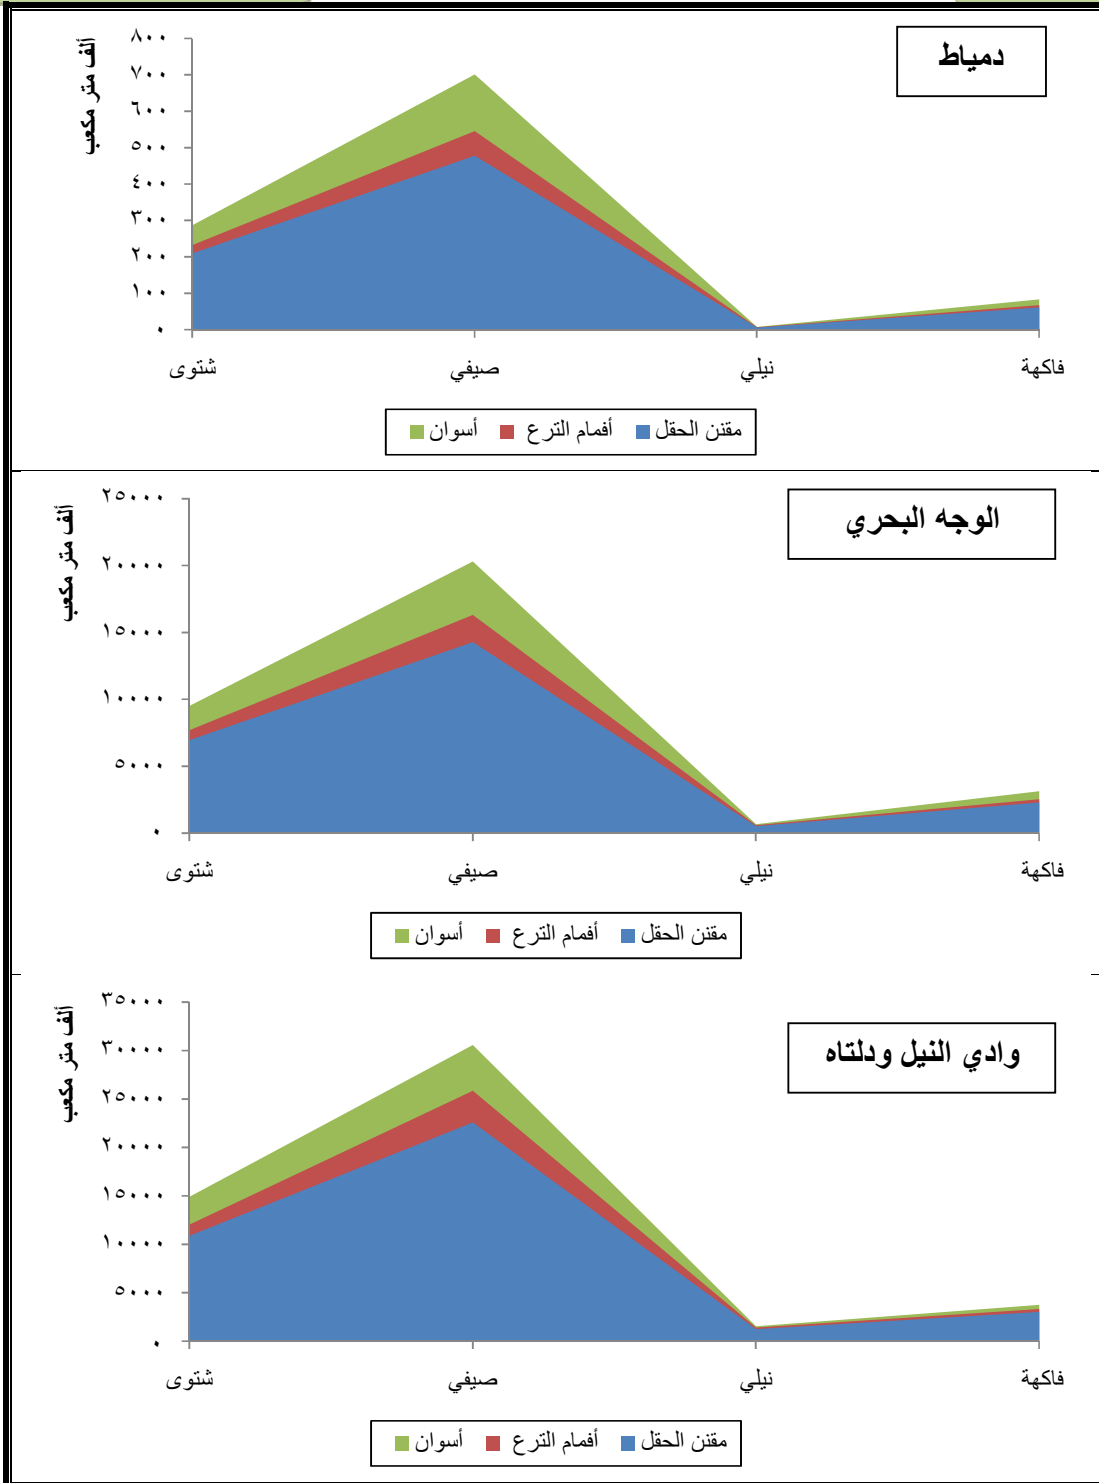 دمياط
ألف متر مكعب
٨٠٠
٧٠٠
٦٠٠
٥٠٠
٤٠٠
٣٠٠
٢٠٠
١٠٠
٠
شتوى صيفي نيلي فاكهة
مقنن الحقل أفمام الترع أسوان
الوجه البحري
ألف متر مكعب
٢٥٠٠٠
٢٠٠٠٠
١٥٠٠٠
١٠٠٠٠
٥٠٠٠
٠
شتوى صيفي نيلي فاكهة
مقنن الحقل أفمام الترع أسوان
وادي النيل ودلتاه
ألف متر مكعب
٣٥٠٠٠
٣٠٠٠٠
٢٥٠٠٠
٢٠٠٠٠
١٥٠٠٠
١٠٠٠٠
٥٠٠٠
٠
شتوى صيفي نيلي فاكهة
مقنن الحقل أفمام الترع أسوان